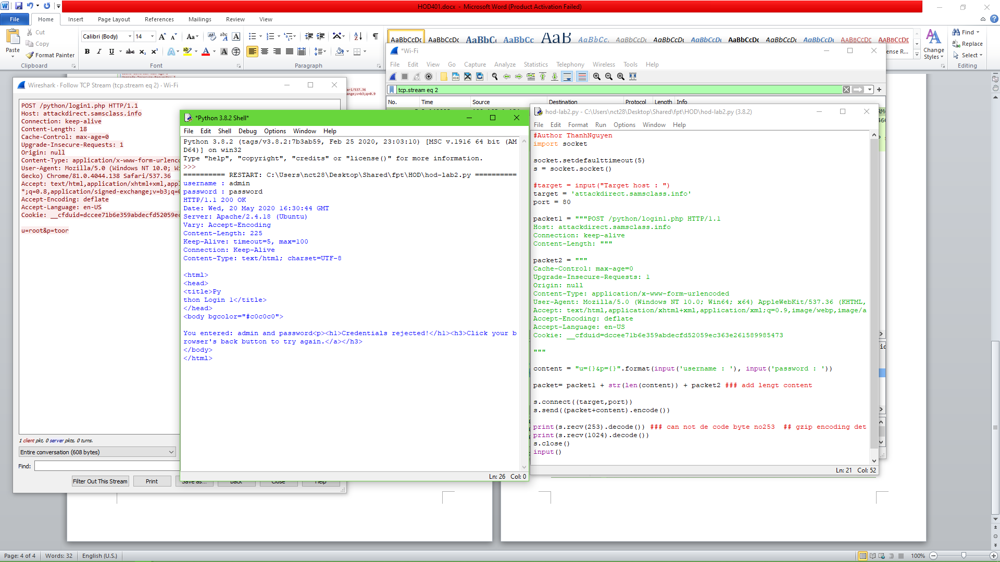 HOD401.docx - Microsoft Word (Product Activation Failed)
File Home Insert Page Layout References Mailings Review View
Paste
Cut
Copy
Format Painter
Clipboard
Calibri (Body) 14
Font
Paragraph
AaBbCcDc AaBbCcDc AaBbC AaBbCc AaB AaBbCc. AaBbCcDc AaBbCcDc AaBbCcDc AaBbCcDc AaBbCcDc AaBbCcDc AaBbCcDc AaBbCcDc
Change Styles
Find
Replace
Select
Editing
*Wi-Fi
File Edit View Go Capture Analyze Statistics Telephony Wireless Tools Help
tcp.stream eq 2
No. Time Source Destination Protocol Length Info
Wireshark · Follow TCP Stream (tcp.stream eq 2) · Wi-Fi
POST /python/login1.php HTTP/1.1
Host: attackdirect.samsclass.info
Connection: keep-alive
Content-Length: 18
Cache-Control: max-age=0
Upgrade-Insecure-Requests: 1
Origin: null
Content-Type: application/x-www-form-urlenco
User-Agent: Mozilla/5.0 (Windows NT 10.0; Wi
Gecko) Chrome/81.0.4044.138 Safari/537.36
Accept: text/html,application/xhtml+xml,appl
*;q=0.8,application/signed-exchange;v=b3;q=0
Accept-Encoding: deflate
Accept-Language: en-US
Cookie: __cfduid=dccee71b6e359abdecfd52059ec
u=root&p=toor
1 client pkt, 0 server pkts, 0 turns.
Entire conversation (608 bytes)
Find:
Filter Out This Stream Print Save as... Back Close Help
*Python 3.8.2 Shell*
File Edit Shell Debug Options Window Help
Python 3.8.2 (tags/v3.8.2:7b3ab59, Feb 25 2020, 23:03:10) [MSC v.1916 64 bit (AM
D64)] on win32
Type "help", "copyright", "credits" or "license()" for more information.
>>>
========== RESTART: C:\Users\nct28\Desktop\Shared\fpt\HOD\hod-lab2.py ==========
username : admin
password : password
HTTP/1.1 200 OK
Date: Wed, 20 May 2020 16:30:44 GMT
Server: Apache/2.4.18 (Ubuntu)
Vary: Accept-Encoding
Content-Length: 225
Keep-Alive: timeout=5, max=100
Connection: Keep-Alive
Content-Type: text/html; charset=UTF-8
<html>
<head>
<title>Py
thon Login 1</title>
</head>
<body bgcolor="#c0c0c0">
You entered: admin and password<p><h1>Credentials rejected!</h1><h3>Click your b
rowser's back button to try again.</a></h3>
</body>
</html>
Ln: 26 Col: 0
hod-lab2.py - C:\Users\nct28\Desktop\Shared\fpt\HOD\hod-lab2.py (3.8.2)
File Edit Format Run Options Window Help
#Author ThanhNguyen
import socket
socket.setdefaulttimeout(5)
s = socket.socket()
#target = input("Target host : ")
target = 'attackdirect.samsclass.info'
port = 80
packet1 = """POST /python/login1.php HTTP/1.1
Host: attackdirect.samsclass.info
Connection: keep-alive
Content-Length: """
packet2 = """
Cache-Control: max-age=0
Upgrade-Insecure-Requests: 1
Origin: null
Content-Type: application/x-www-form-urlencoded
User-Agent: Mozilla/5.0 (Windows NT 10.0; Win64; x64) AppleWebKit/537.36 (KHTML,
Accept: text/html,application/xhtml+xml,application/xml;q=0.9,image/webp,image/a
Accept-Encoding: deflate
Accept-Language: en-US
Cookie: __cfduid=dccee71b6e359abdecfd52059ec363e261589985473
"""
content = "u={}&p={}".format(input('username : '), input('password : '))
packet= packet1 + str(len(content)) + packet2 ### add lengt content
s.connect((target,port))
s.send((packet+content).encode())
print(s.recv(253).decode()) ### can not de code byte no253 ## gzip encoding det
print(s.recv(1024).decode())
s.close()
input()
Ln: 21 Col: 52
Page: 4 of 4 Words: 32 English (U.S.) 100%